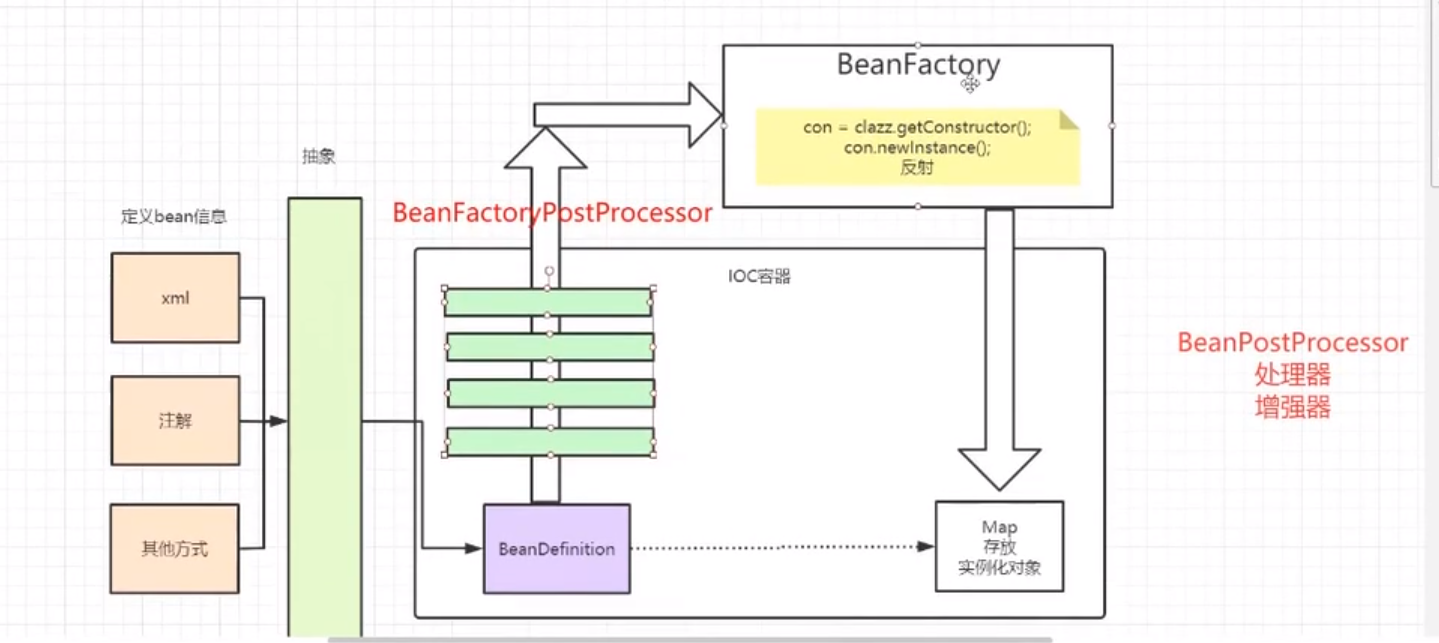 BeanFactory
con = clazz.getConstructor();
con.newInstance();
反射
抽象
定义bean信息
BeanFactoryPostProcessor
IOC容器
xml
注解
其他方式
BeanDefinition
Map
存放
实例化对象
BeanPostProcessor
处理器
增强器